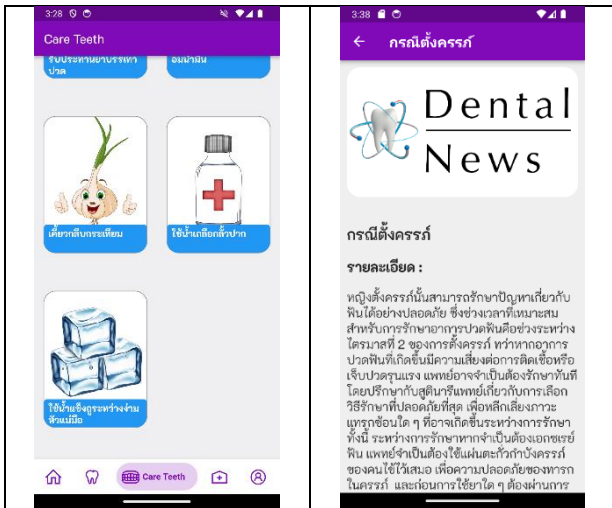 3:28
Care Teeth
รับประทานยาบรรเทา
ปวด
อมน้ำมัน
เคี้ยวกลีบกระเทียม
ใช้น้ำเกลือกลั้วปาก
ใช้น้ำแข็งถูระหว่างง่าม
หัวแม่มือ
Care Teeth
3:38
กรณีตั้งครรภ์
Dental
News
กรณีตั้งครรภ์
รายละเอียด :
หญิงตั้งครรภ์นั้นสามารถรักษาปัญหาเกี่ยวกับ
ฟันได้อย่างปลอดภัย ซึ่งช่วงเวลาที่เหมาะสม
สำหรับการรักษาอาการปวดฟันคือช่วงระหว่าง
ไตรมาสที่ 2 ของการตั้งครรภ์ ทว่าหากอาการ
ปวดฟันที่เกิดขึ้นมีความเสี่ยงต่อการติดเชื้อหรือ
เจ็บปวดรุนแรง แพทย์อาจจำเป็นต้องรักษาทันที
โดยปรึกษากับสูตินารีแพทย์เกี่ยวกับการเลือก
วิธีรักษาที่ปลอดภัยที่สุด เพื่อหลีกเลี่ยงภาวะ
แทรกซ้อนใด ๆ ที่อาจเกิดขึ้นระหว่างการรักษา
ทั้งนี้ ระหว่างการรักษาหากจำเป็นต้องเอกซเรย์
ฟัน แพทย์จำเป็นต้องใช้แผ่นตะกั่วกำบังครรภ์
ของคนไข้ไว้เสมอ เพื่อความปลอดภัยของทารก
ในครรภ์ และก่อนการใช้ยาใด ๆ ต้องผ่านการ